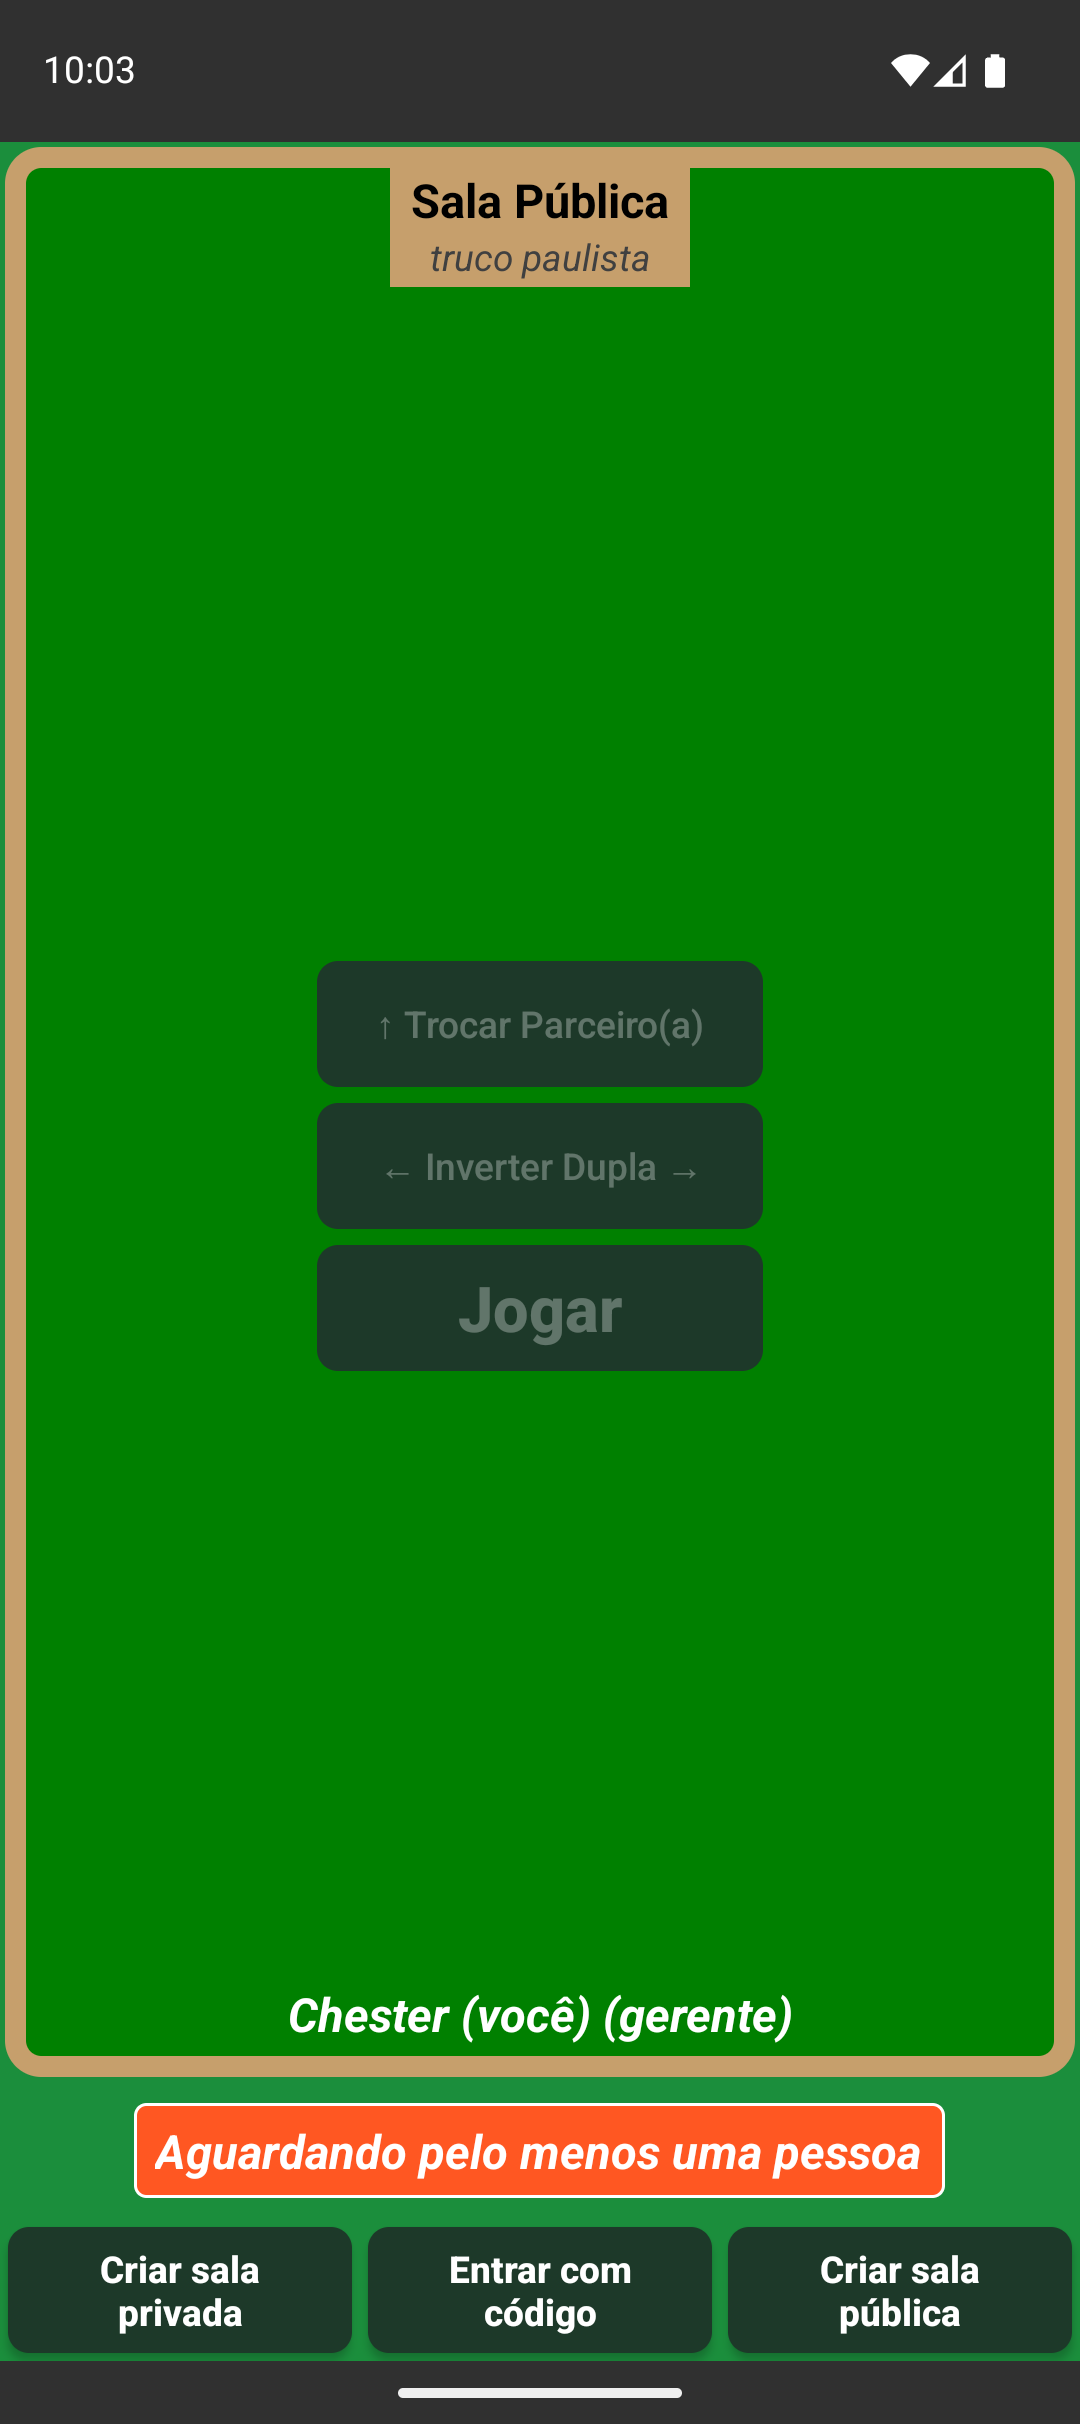 10:03
Sala Pública
truco paulista
↑ Trocar Parceiro(a)
← Inverter Dupla →
Jogar
Chester (você) (gerente)
Aguardando pelo menos uma pessoa
Criar sala
privada
Entrar com
código
Criar sala
pública